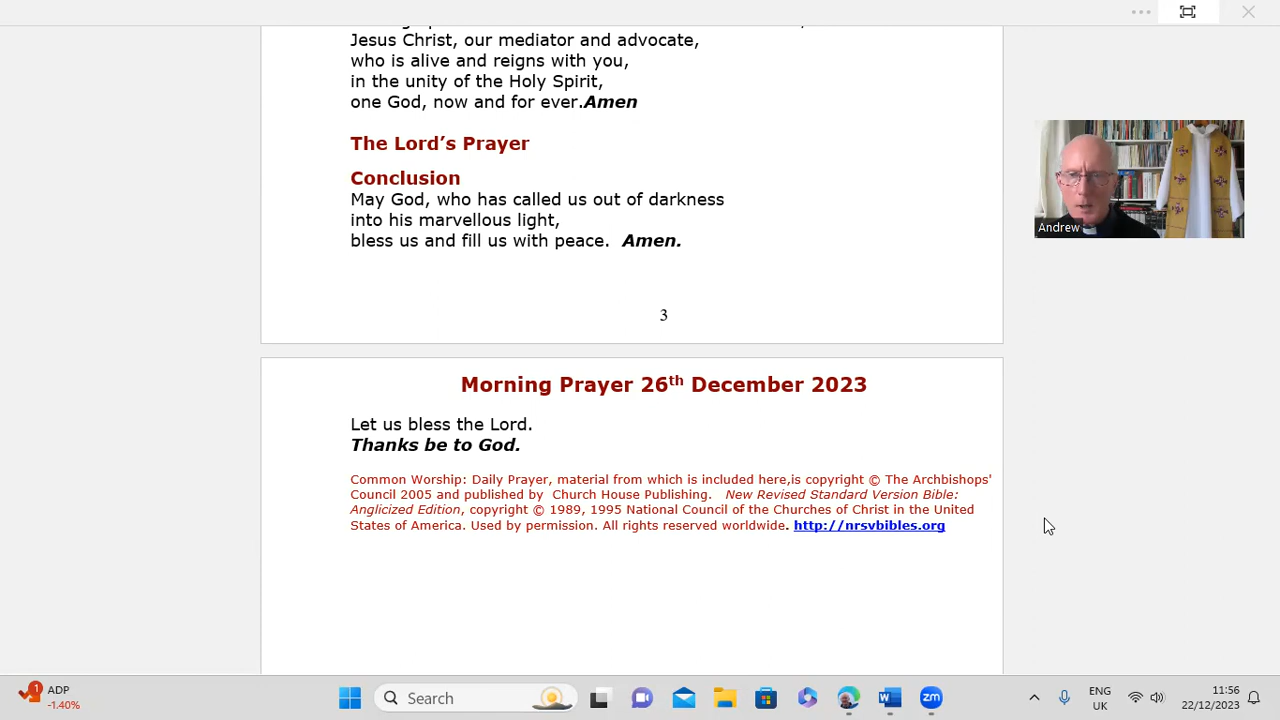 Jesus Christ, our mediator and advocate,
who is alive and reigns with you,
in the unity of the Holy Spirit,
one God, now and for ever.Amen
The Lord’s Prayer
Conclusion
May God, who has called us out of darkness
into his marvellous light,
bless us and fill us with peace.  Amen.
3
Andrew
Morning Prayer 26th December 2023
Let us bless the Lord.
Thanks be to God.
Common Worship: Daily Prayer, material from which is included here,is copyright © The Archbishops'
Council 2005 and published by  Church House Publishing.   New Revised Standard Version Bible:
Anglicized Edition, copyright © 1989, 1995 National Council of the Churches of Christ in the United
States of America. Used by permission. All rights reserved worldwide. http://nrsvbibles.org
1
ADP
-1.40%
Search
W
zm
ENG
UK
11:56
22/12/2023